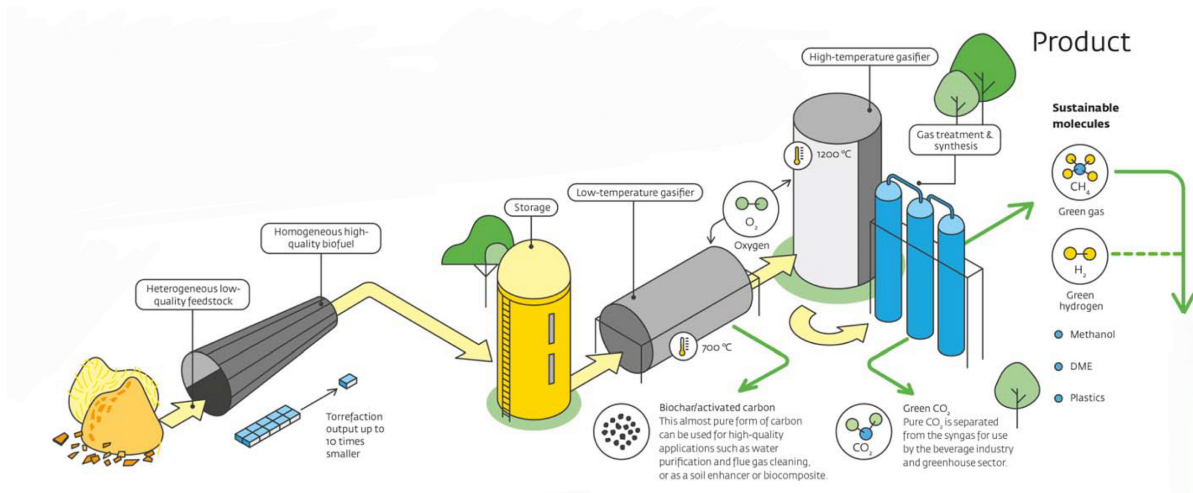 Product
High-temperature gasifier
Sustainable
molecules
Gas treatment &
synthesis
1200 °C
CH₄
Green gas
Low-temperature gasifier
Storage
O₂
Oxygen
Homogeneous high-
quality biofuel
H₂
Green
hydrogen
Heterogeneous low-
quality feedstock
700 °C
Methanol
DME
Plastics
Torrefaction
output up to
10 times
smaller
Biochar/activated carbon
This almost pure form of carbon
can be used for high-quality
applications such as water
purification and flue gas cleaning,
or as a soil enhancer or biocomposite.
CO₂
Green CO₂
Pure CO₂ is separated
from the syngas for use
by the beverage industry
and greenhouse sector.